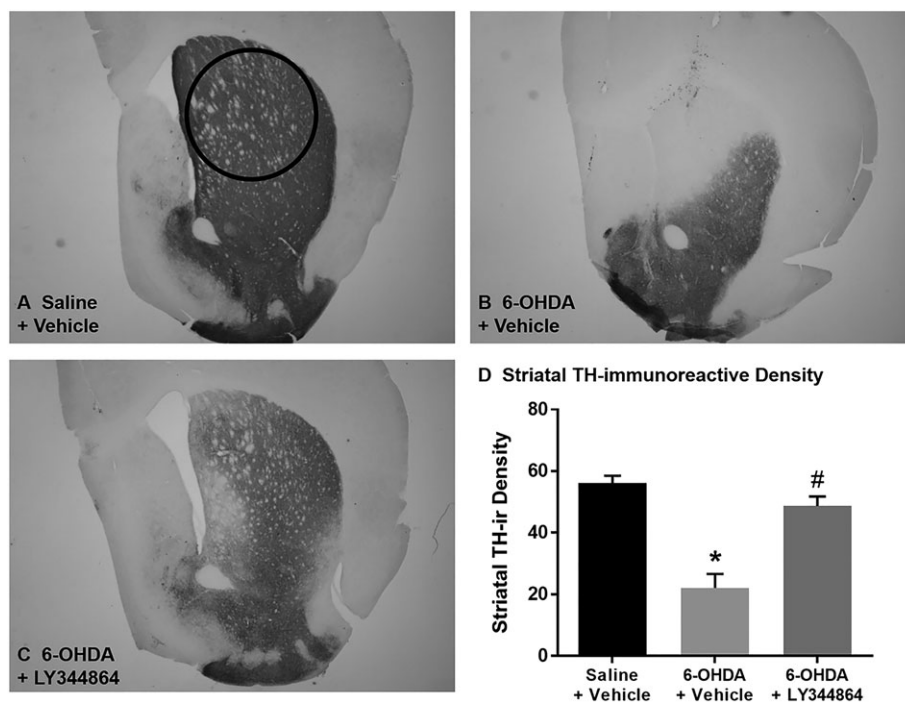 A Saline
+ Vehicle
B 6-OHDA
+ Vehicle
C 6-OHDA
+ LY344864
D Striatal TH-immunoreactive Density
Striatal TH-ir Density
80
60
40
20
0
*
#
Saline
+ Vehicle
6-OHDA
+ Vehicle
6-OHDA
+ LY344864